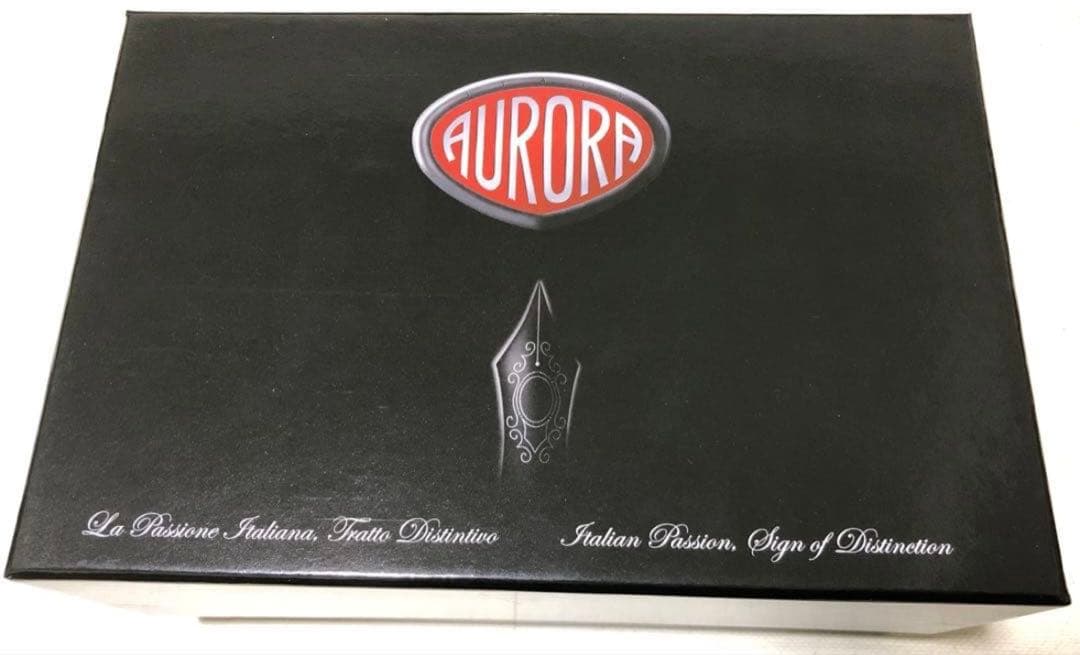 AURORA
La Passione Italiana, Tratto Distintivo
Italian Passion, Sign of Distinction